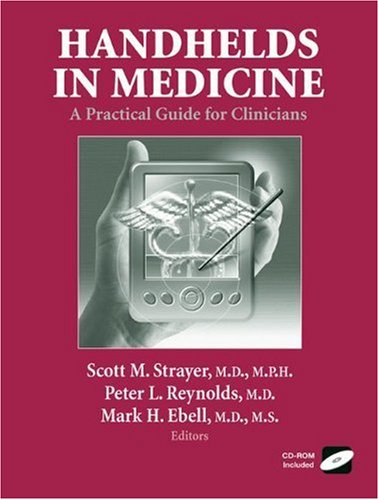 HANDHELDS
IN MEDICINE
A Practical Guide for Clinicians
Scott M. Strayer, M.D., M.P.H.
Peter L. Reynolds, M.D.
Mark H. Ebell, M.D., M.S.
Editors
CD-ROM
Included